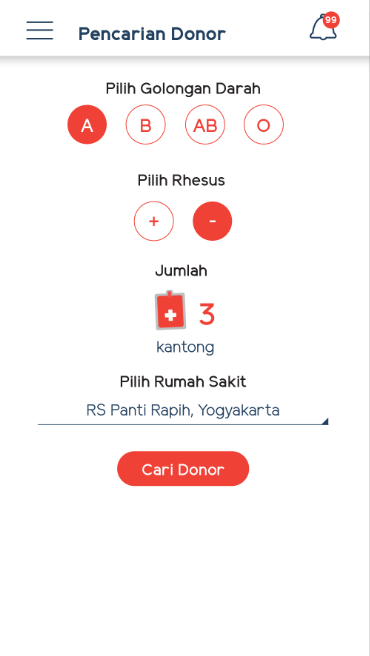 Pencarian Donor
99
Pilih Golongan Darah
A B AB O
Pilih Rhesus
+ -
Jumlah
3
kantong
Pilih Rumah Sakit
RS Panti Rapih, Yogyakarta
Cari Donor